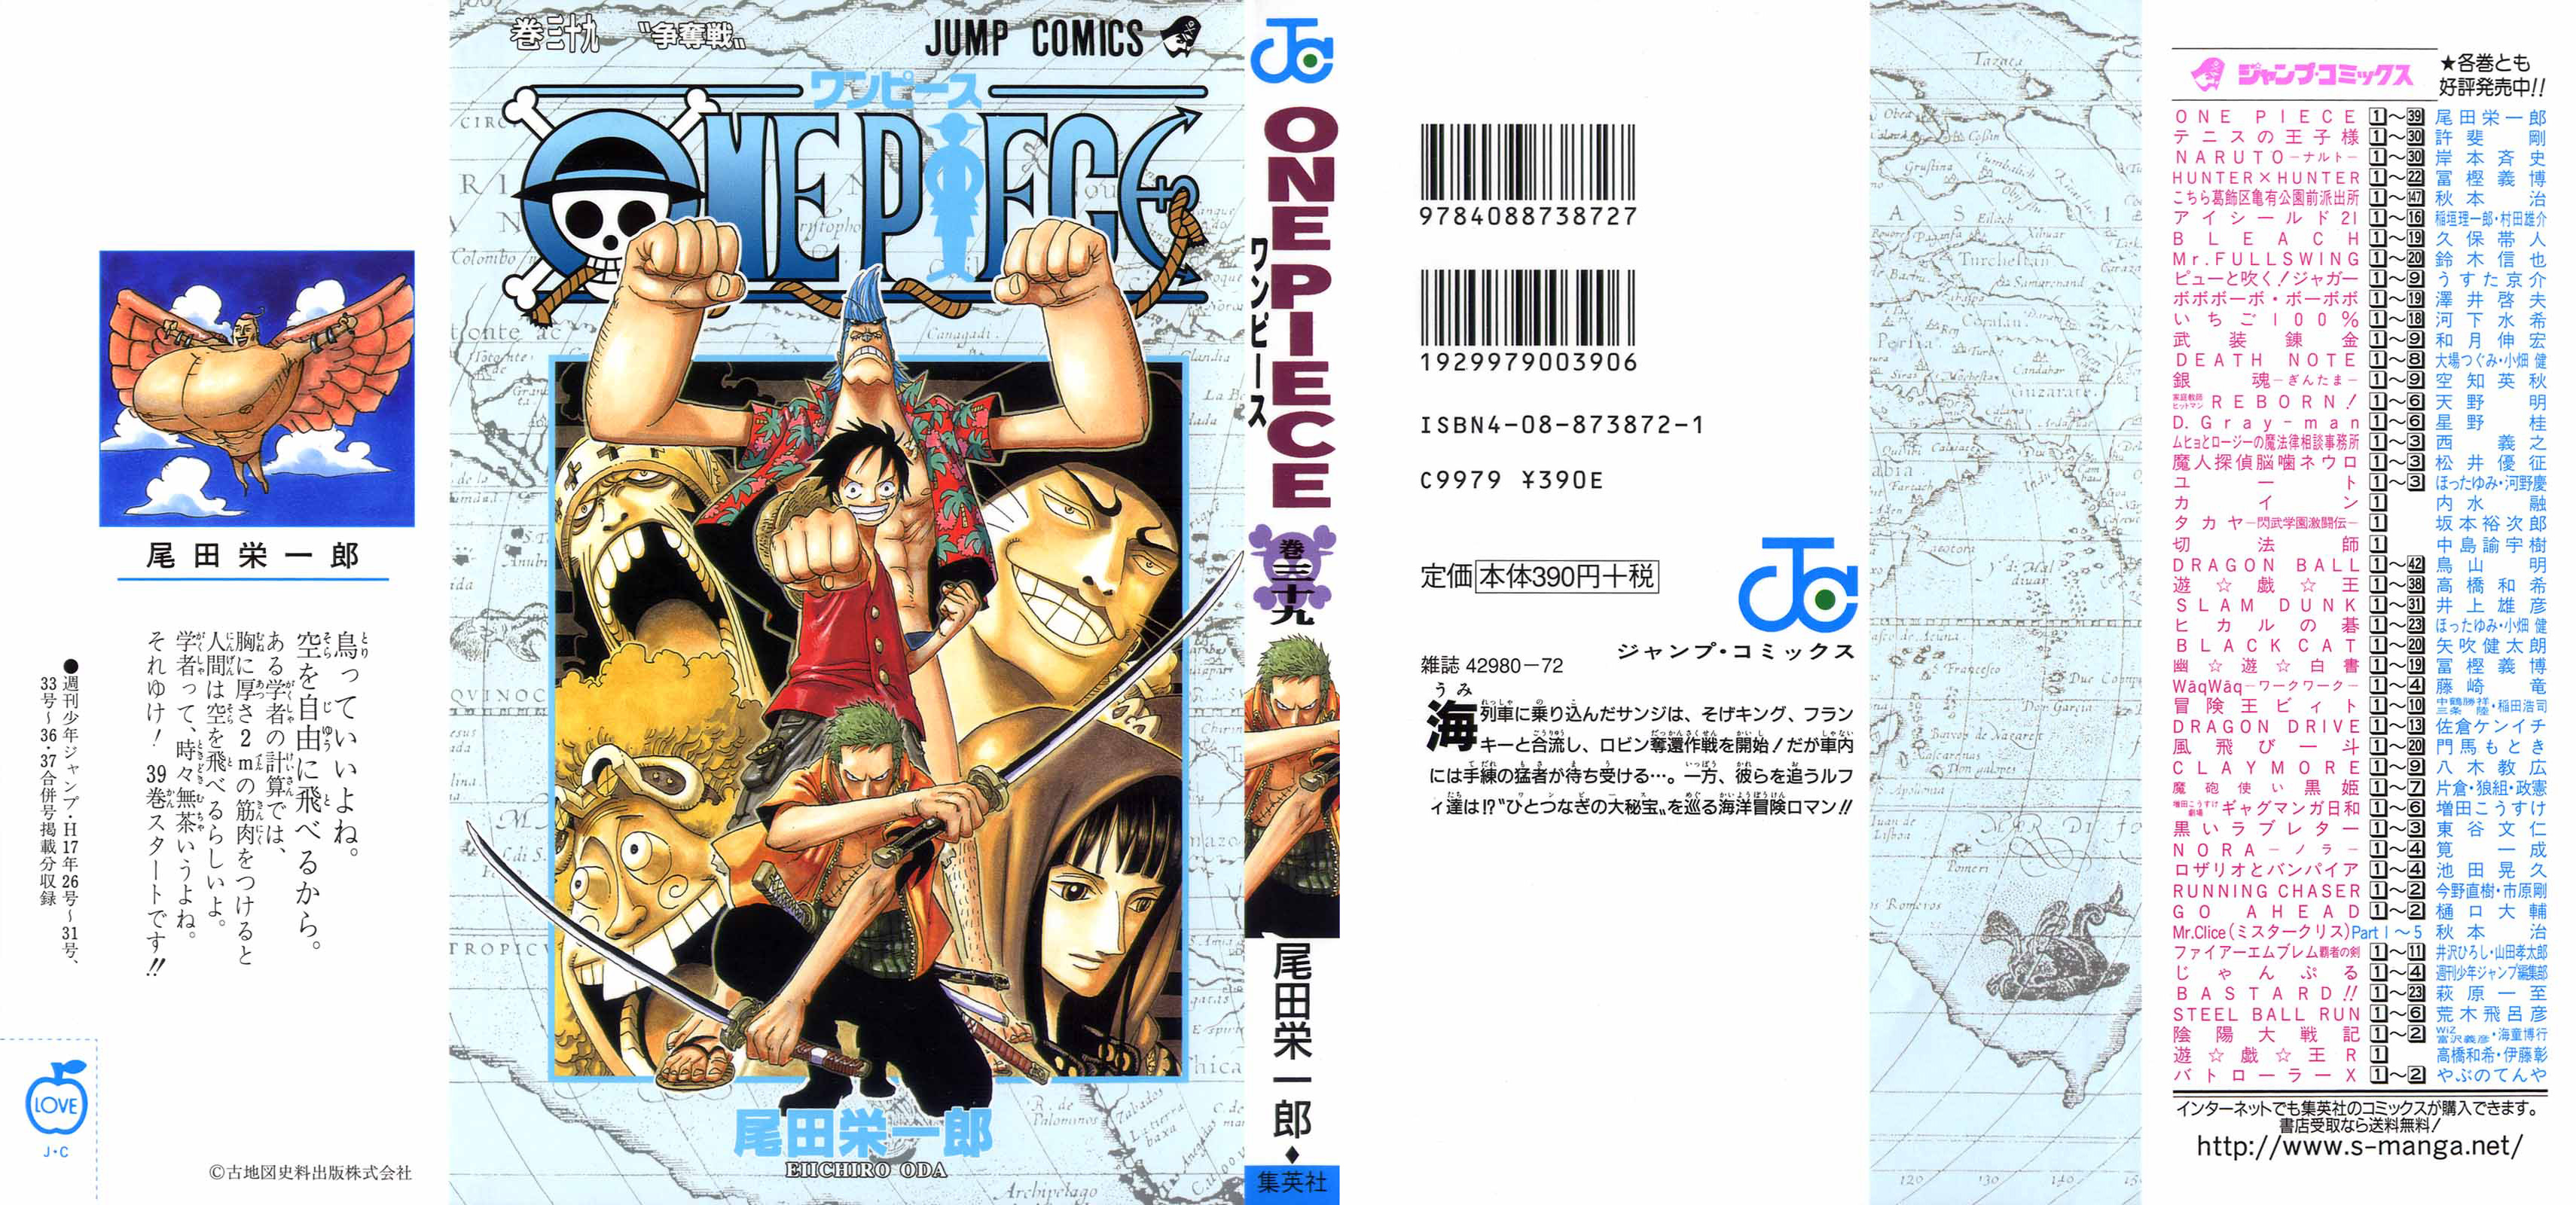 尾田栄一郎
鳥っていいよね。
空を自由に飛べるから。
ある学者の計算では、
胸に厚さ2mの筋肉をつけると
人間は空を飛べるらしいよ。
学者って、時々無茶いうよね。
それゆけ! 39巻スタートです!!
●週刊少年ジャンプ・H17年26号〜31号、
33号〜36・37合併号掲載分収録
LOVE
J・C
©古地図史料出版株式会社
巻三十九 〝争奪戦〟
JUMP COMICS
ワンピース
ONE PIECE
尾田栄一郎
EIICHIRO ODA
JC
ONE PIECE
ワンピース
巻三十九
尾田栄一郎
◆
集英社
9784088738727
1929979003906
ISBN4-08-873872-1
C9979 ¥390E
定価 本体390円+税
JC
ジャンプ・コミックス
雑誌 42980-72
海列車に乗り込んだサンジは、そげキング、フラン
キーと合流し、ロビン奪還作戦を開始!だが車内
には手練の猛者が待ち受ける…。一方、彼らを追うルフ
ィ達は!?〝ひとつなぎの大秘宝〟を巡る海洋冒険ロマン!!
ジャンプ・コミックス
★各巻とも
好評発売中!!
ONE PIECE 1〜39 尾田栄一郎
テニスの王子様 1〜30 許斐剛
NARUTO―ナルト― 1〜30 岸本斉史
HUNTER×HUNTER 1〜22 冨樫義博
こちら葛飾区亀有公園前派出所 1〜147 秋本治
アイシールド21 1〜16 稲垣理一郎・村田雄介
BLEACH 1〜19 久保帯人
Mr.FULLSWING 1〜20 鈴木信也
ピューと吹く!ジャガー 1〜9 うすた京介
ボボボーボ・ボーボボ 1〜19 澤井啓夫
いちご100% 1〜18 河下水希
武装錬金 1〜9 和月伸宏
DEATH NOTE 1〜8 大場つぐみ・小畑健
銀魂―ぎんたま― 1〜9 空知英秋
家庭教師ヒットマンREBORN! 1〜6 天野明
D.Gray-man 1〜6 星野桂
ムヒョとロージーの魔法律相談事務所 1〜3 西義之
魔人探偵脳噛ネウロ 1〜3 松井優征
ユート 1〜3 ほったゆみ・河野慶
カイン 1 内水融
タカヤ―閃武学園激闘伝― 1 坂本裕次郎
切法師 1 中島諭宇樹
DRAGON BALL 1〜42 鳥山明
遊☆戯☆王 1〜38 高橋和希
SLAM DUNK 1〜31 井上雄彦
ヒカルの碁 1〜23 ほったゆみ・小畑健
BLACK CAT 1〜20 矢吹健太朗
幽☆遊☆白書 1〜19 冨樫義博
WāqWāq―ワークワーク― 1〜4 藤崎竜
冒険王ビィト 1〜10 三条陸・稲田浩司
DRAGON DRIVE 1〜13 佐倉ケンイチ
風飛び一斗 1〜20 門馬もとき
CLAYMORE 1〜9 八木教広
魔砲使い黒姫 1〜7 片倉・狼組・政憲
増田こうすけ劇場ギャグマンガ日和 1〜6 増田こうすけ
黒いラブレター 1〜3 東谷文仁
NORA―ノラ― 1〜4 筧一成
ロザリオとバンパイア 1〜4 池田晃久
RUNNING CHASER 1〜2 今野直樹・市原剛
GO AHEAD 1〜2 樋口大輔
Mr.Clice(ミスタークリス)Part 1〜5 秋本治
ファイアーエムブレム覇者の剣 1〜11 井沢ひろし・山田孝太郎
じゃんぷる 1〜4 週刊少年ジャンプ編集部
BASTARD!! 1〜23 萩原一至
STEEL BALL RUN 1〜6 荒木飛呂彦
陰陽大戦記 1〜2 WiZ 富沢義彦・海童博行
遊☆戯☆王R 1 高橋和希・伊藤彰
バトローラーX 1〜2 やぶのてんや
インターネットでも集英社のコミックスが購入できます。
書店受取なら送料無料!
http://www.s-manga.net/